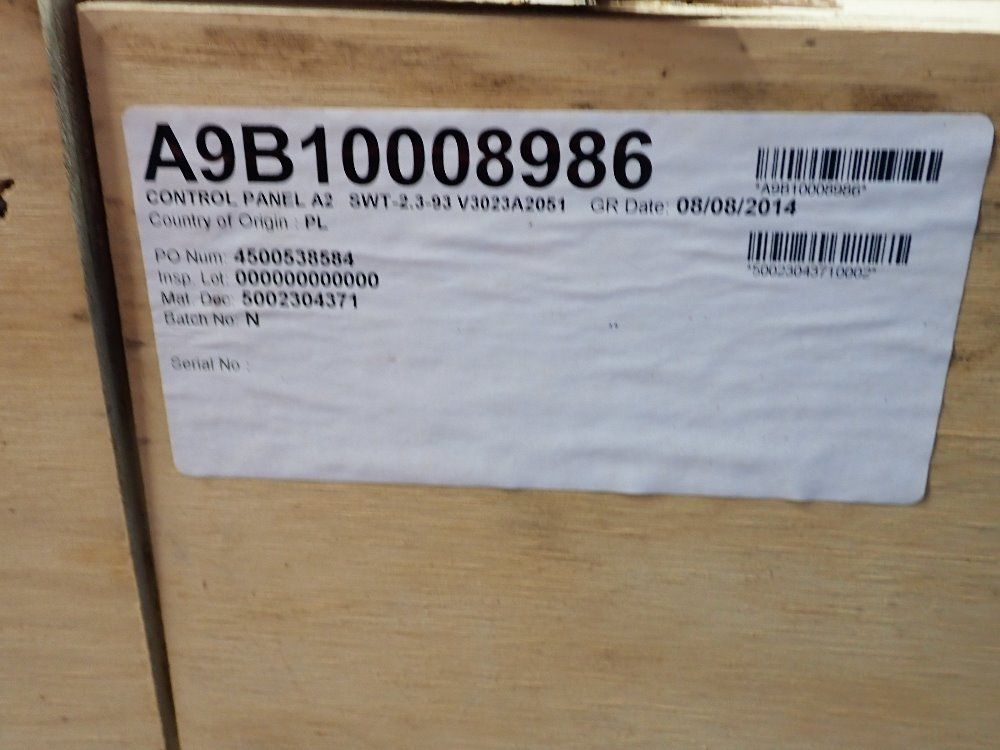 A9B10008986
*A9B10008986*
CONTROL PANEL A2 SWT-2.3-93 V3023A2051 GR Date: 08/08/2014
Country of Origin : PL
PO Num: 4500538584
*50023043710002*
Insp. Lot: 000000000000
Mat. Doc: 5002304371
Batch No: N
Serial No :